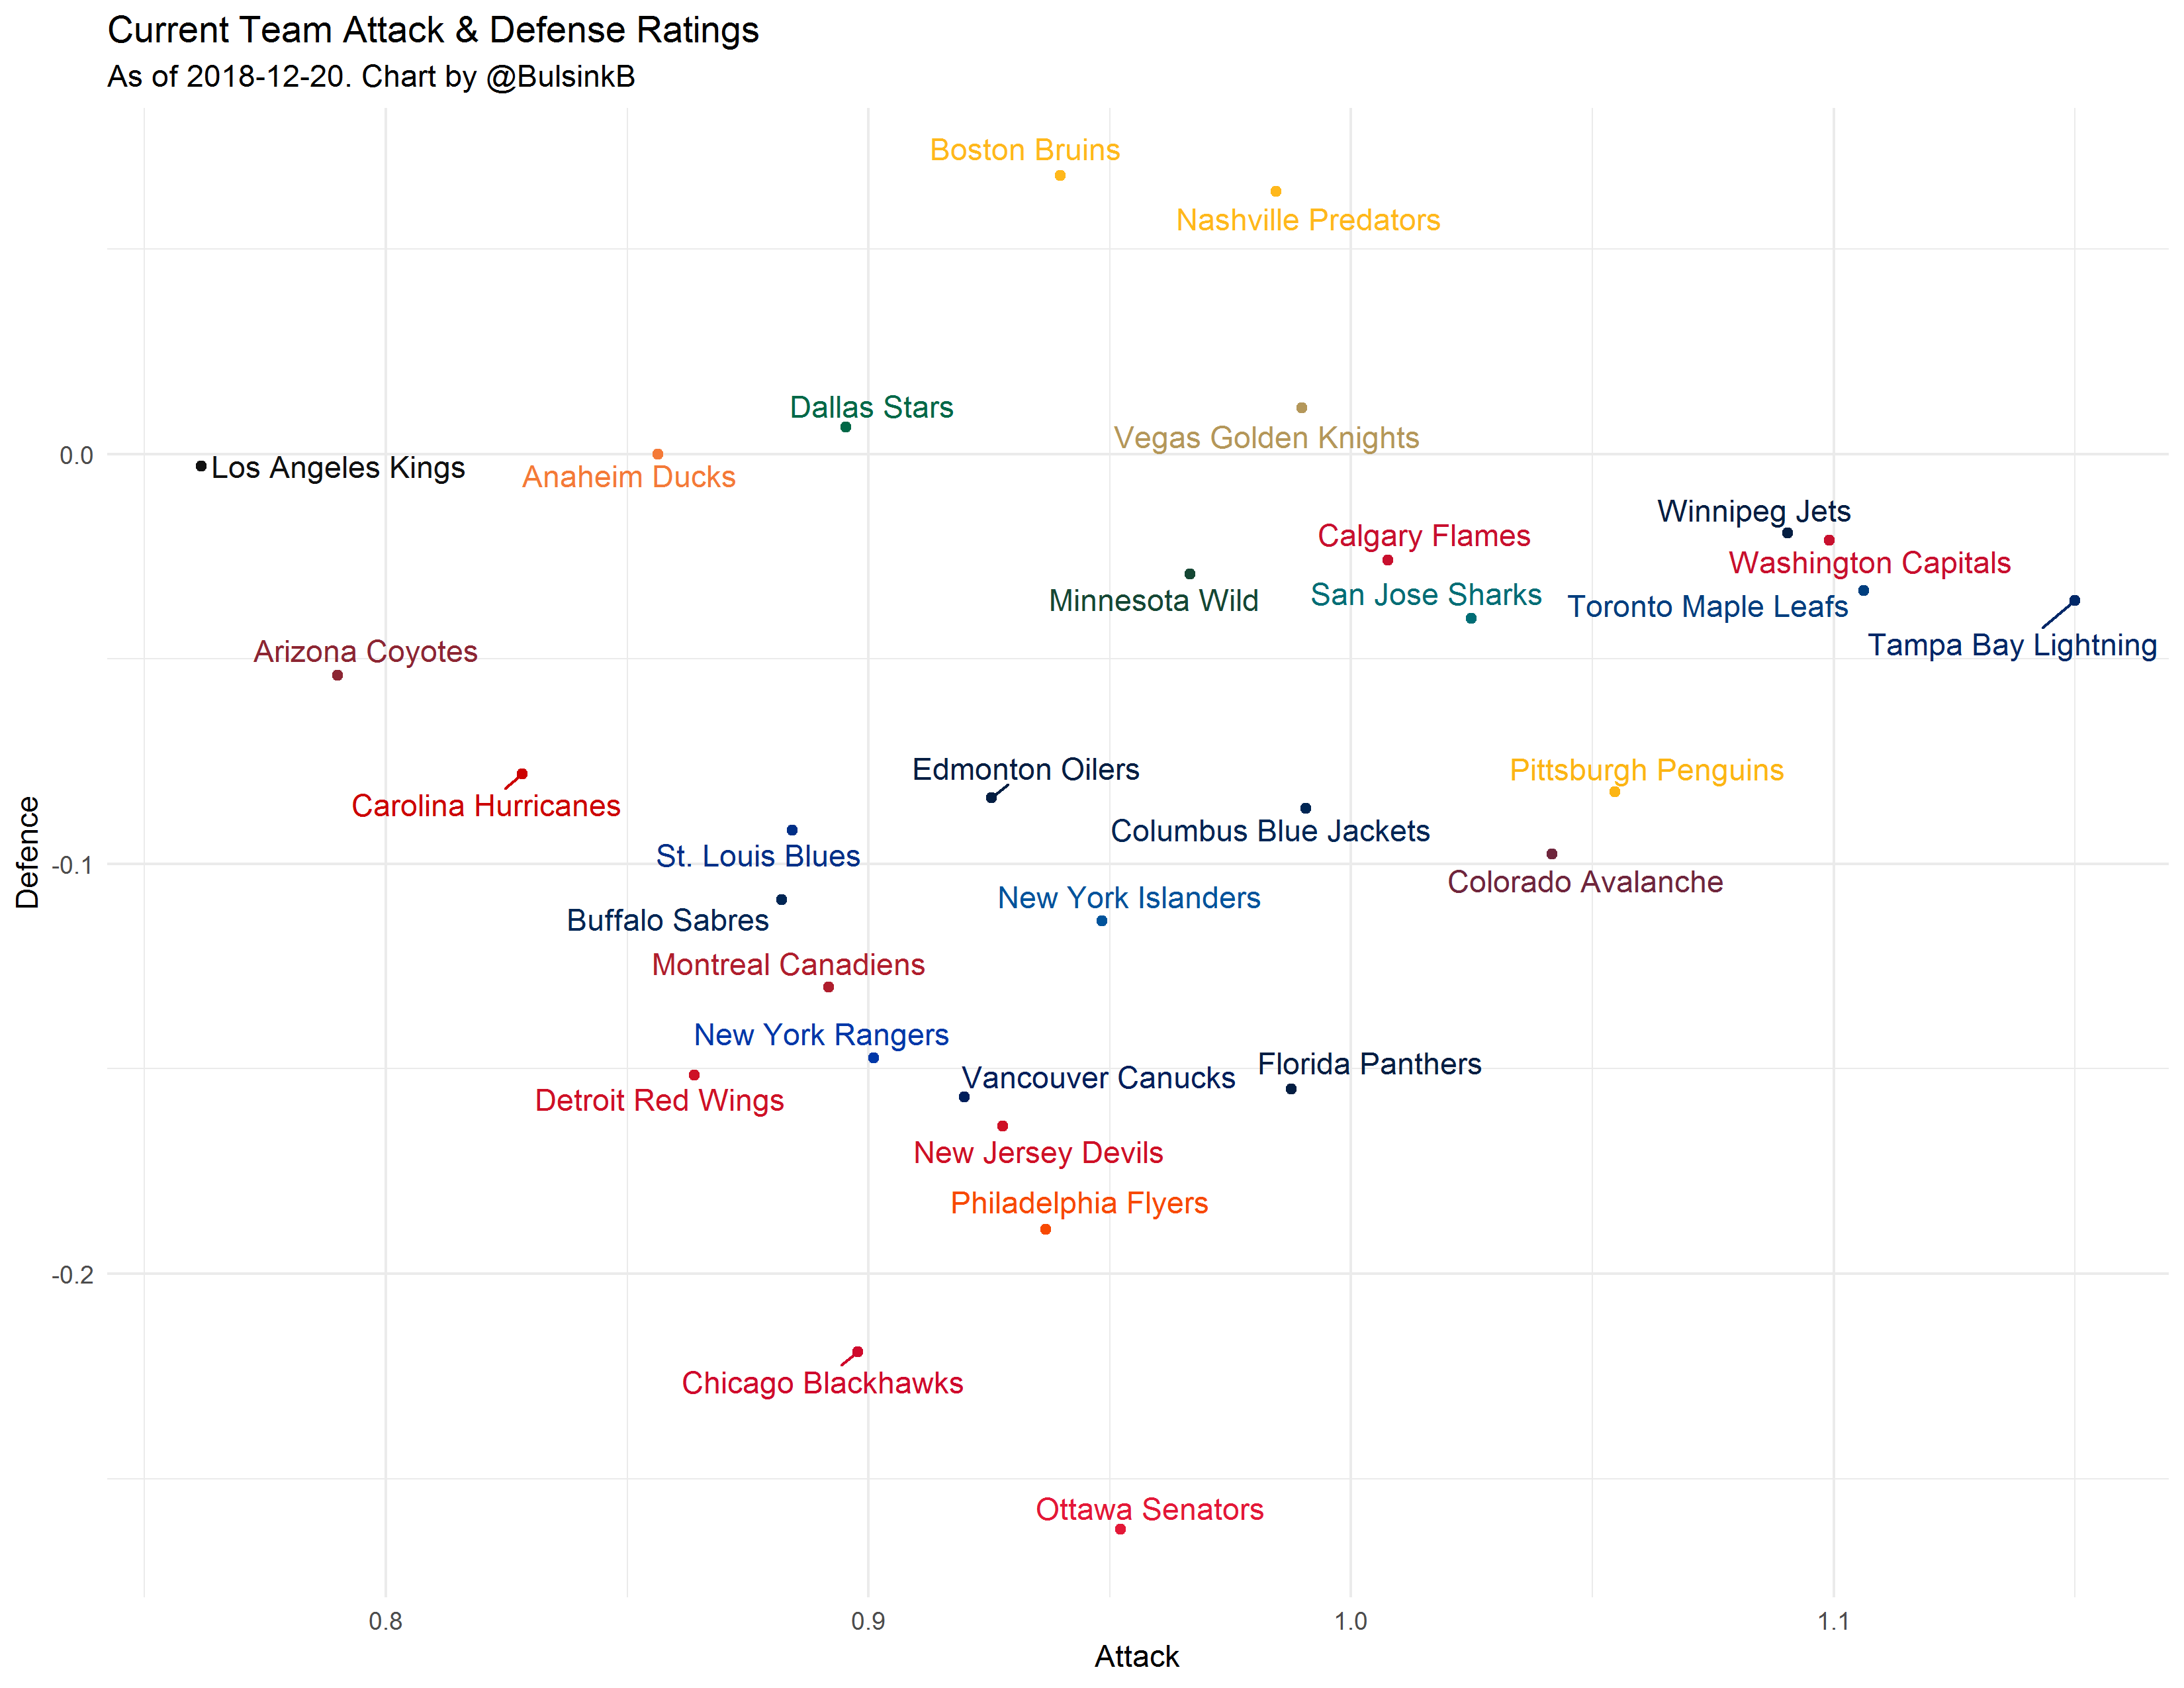 Current Team Attack & Defense Ratings
As of 2018-12-20. Chart by @BulsinkB
Boston Bruins
Nashville Predators
Dallas Stars
Vegas Golden Knights
0.0
Los Angeles Kings
Anaheim Ducks
Winnipeg Jets
Calgary Flames
Washington Capitals
Minnesota Wild
San Jose Sharks
Toronto Maple Leafs
Tampa Bay Lightning
Arizona Coyotes
Edmonton Oilers
Pittsburgh Penguins
Carolina Hurricanes
Columbus Blue Jackets
Defence
St. Louis Blues
-0.1
Colorado Avalanche
New York Islanders
Buffalo Sabres
Montreal Canadiens
New York Rangers
Florida Panthers
Vancouver Canucks
Detroit Red Wings
New Jersey Devils
Philadelphia Flyers
-0.2
Chicago Blackhawks
Ottawa Senators
0.8
0.9
1.0
1.1
Attack